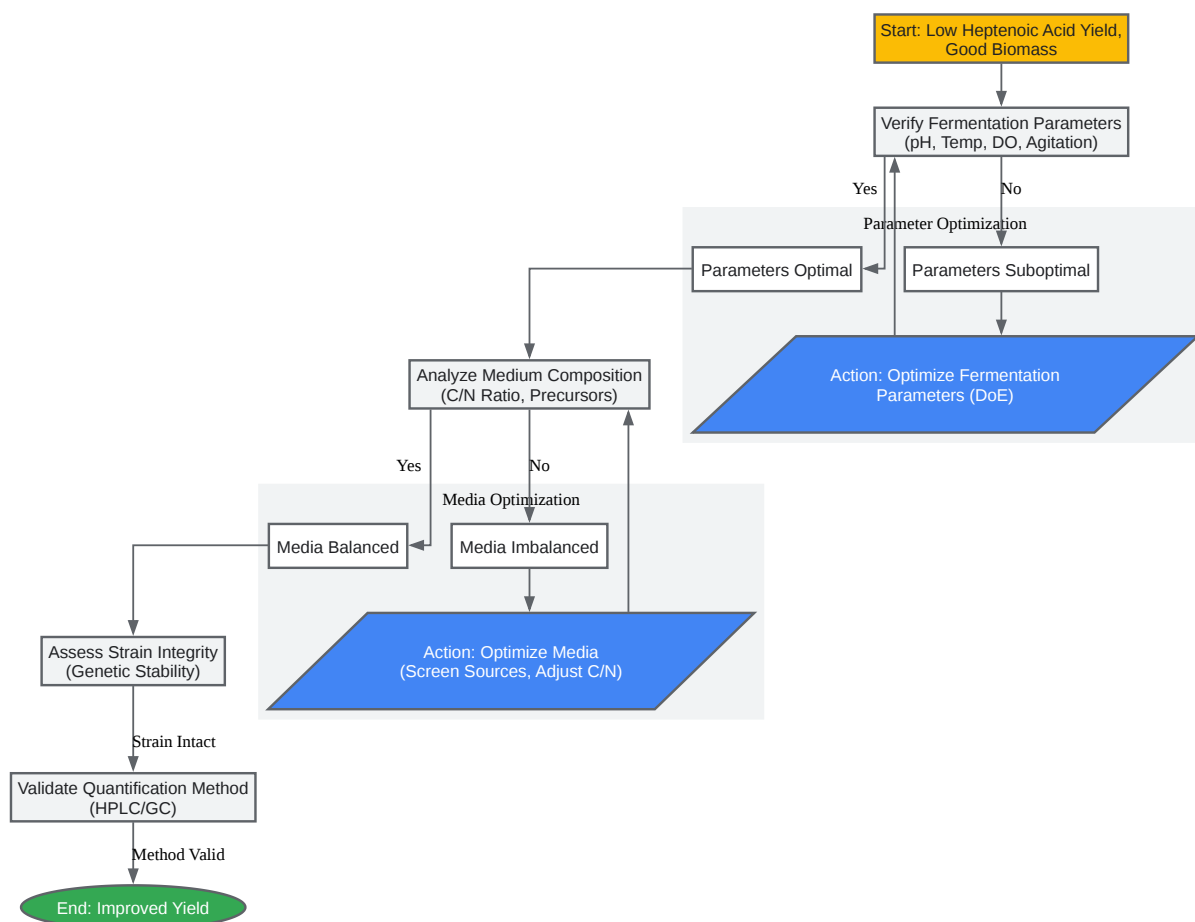 Start: Low Heptenoic Acid Yield,
Good Biomass
Verify Fermentation Parameters
(pH, Temp, DO, Agitation)
Yes
No
Parameter Optimization
Parameters Optimal
Parameters Suboptimal
Action: Optimize Fermentation
Parameters (DoE)
Analyze Medium Composition
(C/N Ratio, Precursors)
Yes
No
Media Optimization
Media Balanced
Media Imbalanced
Action: Optimize Media
(Screen Sources, Adjust C/N)
Assess Strain Integrity
(Genetic Stability)
Strain Intact
Validate Quantification Method
(HPLC/GC)
Method Valid
End: Improved Yield